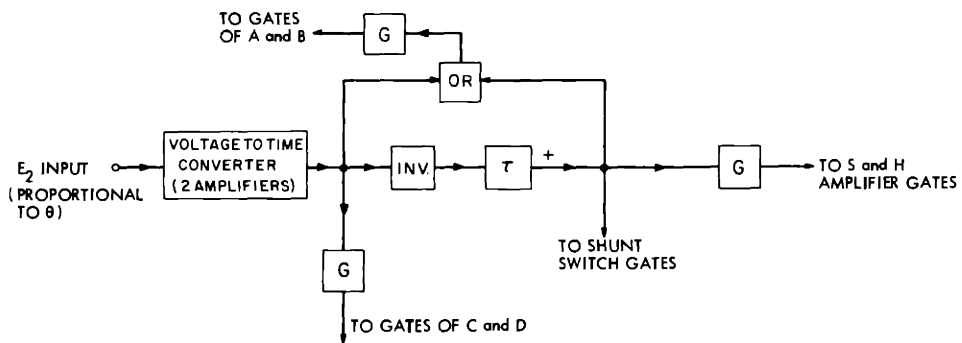 TO GATES
OF A and B
G
OR
E₂ INPUT
(PROPORTIONAL
TO θ)
VOLTAGE TO TIME
CONVERTER
(2 AMPLIFIERS)
INV.
τ
+
G
TO S and H
AMPLIFIER GATES
TO SHUNT
SWITCH GATES
G
TO GATES OF C and D